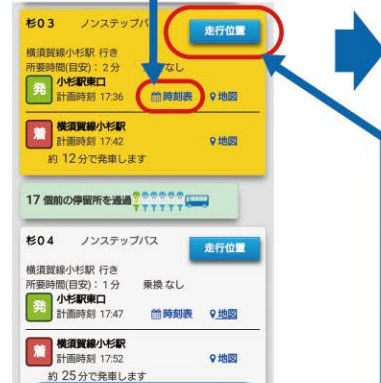 杉03 ノンステップバ
走行位置
横須賀線小杉駅 行き
所要時間(目安): 2分 なし
発 小杉駅東口
計画時刻 17:36 時刻表 地図
着 横須賀線小杉駅
計画時刻 17:42 地図
約 12分で発車します
17 個前の停留所を通過
杉04 ノンステップバス
走行位置
横須賀線小杉駅 行き
所要時間(目安): 1分 乗換 なし
発 小杉駅東口
計画時刻 17:47 時刻表 地図
着 横須賀線小杉駅
計画時刻 17:52 地図
約 25分で発車します